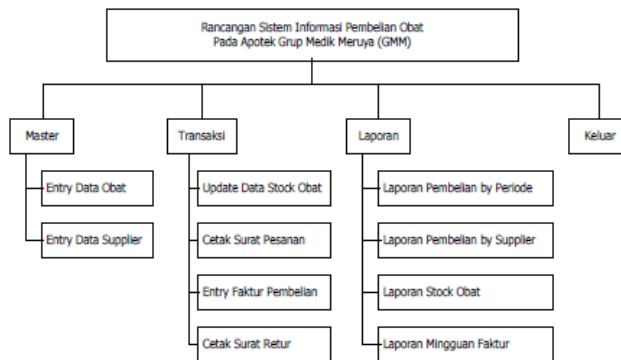 Rancangan Sistem Informasi Pembelian Obat
Pada Apotek Grup Medik Meruya (GMM)
Master
Transaksi
Laporan
Keluar
Entry Data Obat
Entry Data Supplier
Update Data Stock Obat
Cetak Surat Pesanan
Entry Faktur Pembelian
Cetak Surat Retur
Laporan Pembelian by Periode
Laporan Pembelian by Supplier
Laporan Stock Obat
Laporan Mingguan Faktur